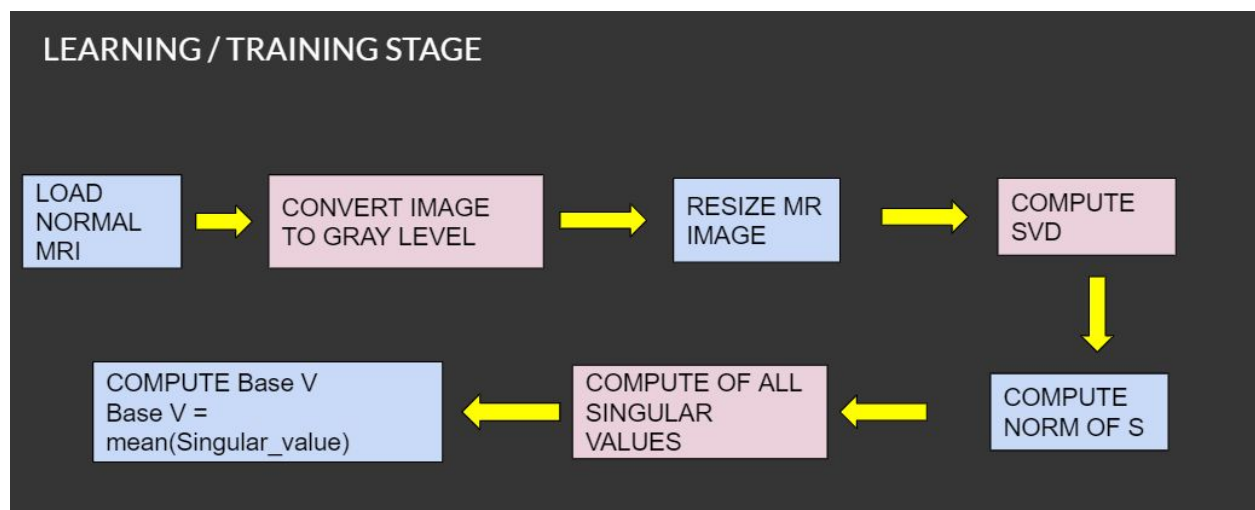 LEARNING / TRAINING STAGE
LOAD
NORMAL
MRI
CONVERT IMAGE
TO GRAY LEVEL
RESIZE MR
IMAGE
COMPUTE
SVD
COMPUTE
NORM OF S
COMPUTE OF ALL
SINGULAR
VALUES
COMPUTE Base V
Base V =
mean(Singular_value)